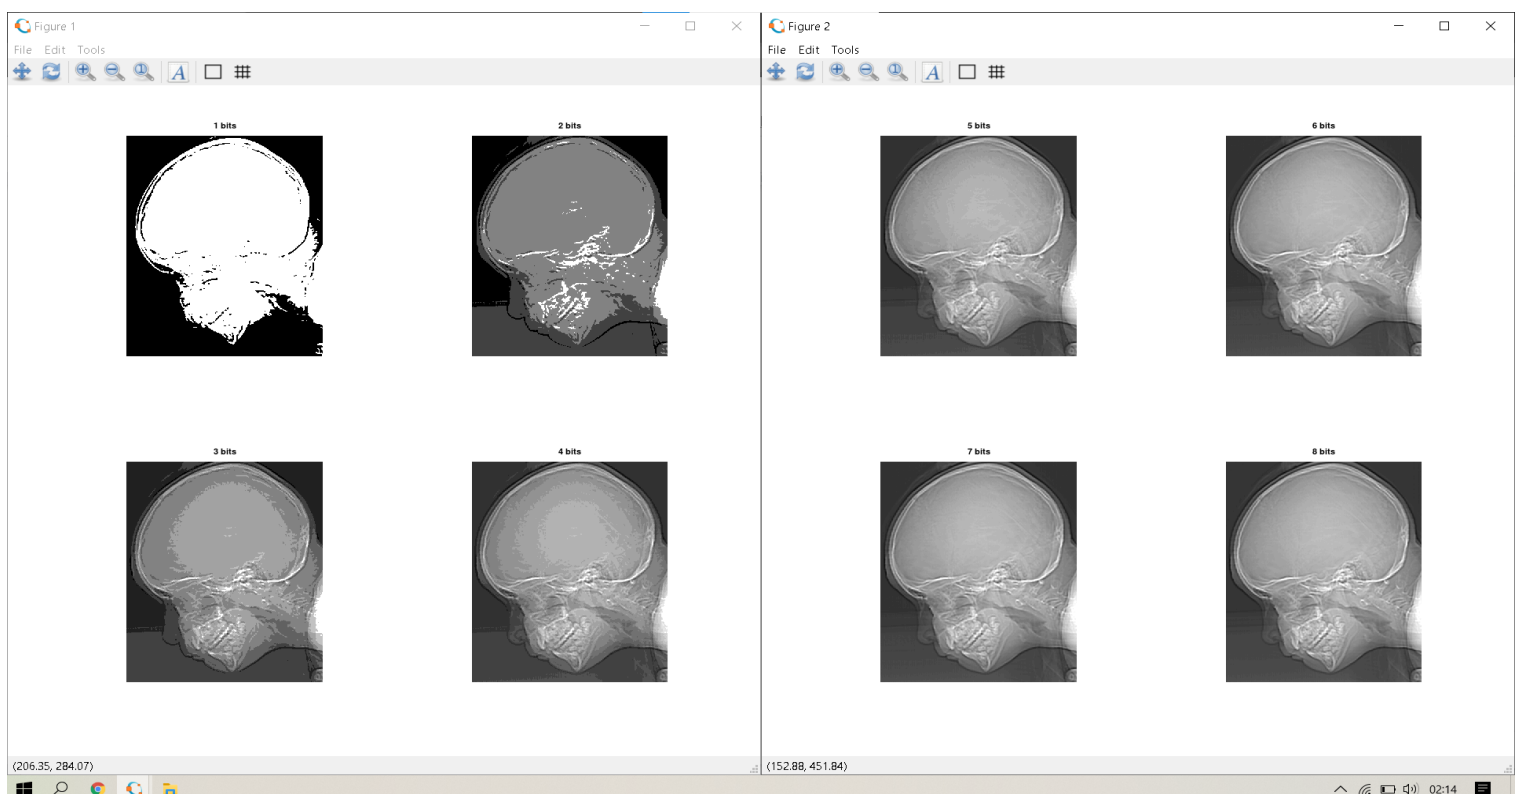 Figure 1
File Edit Tools
A
1 bits
2 bits
3 bits
4 bits
(206.35, 284.07)
Figure 2
File Edit Tools
A
5 bits
6 bits
7 bits
8 bits
(152.88, 451.84)
02:14